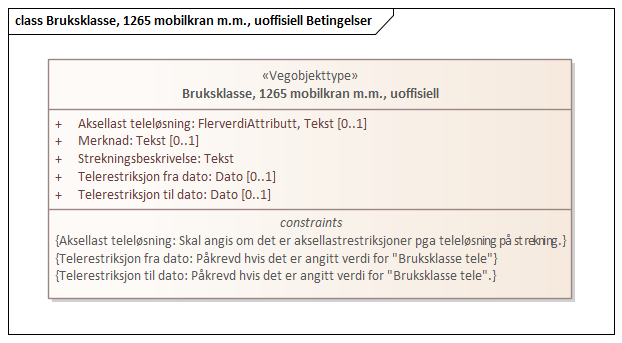 class Bruksklasse, 1265 mobilkran m.m., uoffisiell Betingelser
«Vegobjekttype»
Bruksklasse, 1265 mobilkran m.m., uoffisiell
+ Aksellast teleløsning: FlerverdiAttributt, Tekst [0..1]
+ Merknad: Tekst [0..1]
+ Strekningsbeskrivelse: Tekst
+ Telerestriksjon fra dato: Dato [0..1]
+ Telerestriksjon til dato: Dato [0..1]
constraints
{Aksellast teleløsning: Skal angis om det er aksellastrestriksjoner pga teleløsning på strekning.}
{Telerestriksjon fra dato: Påkrevd hvis det er angitt verdi for "Bruksklasse tele"}
{Telerestriksjon til dato: Påkrevd hvis det er angitt verdi for "Bruksklasse tele".}